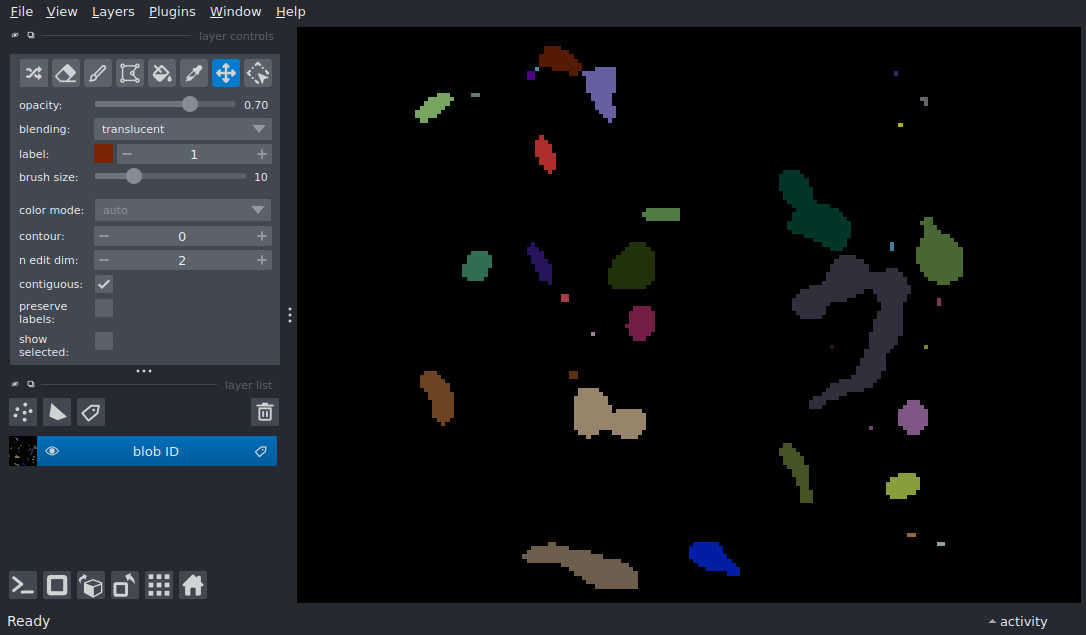 File View Layers Plugins Window Help
layer controls
opacity: 0.70
blending: translucent
label: 1
brush size: 10
color mode: auto
contour: 0
n edit dim: 2
contiguous:
preserve
labels:
show
selected:
layer list
blob ID
Ready
activity